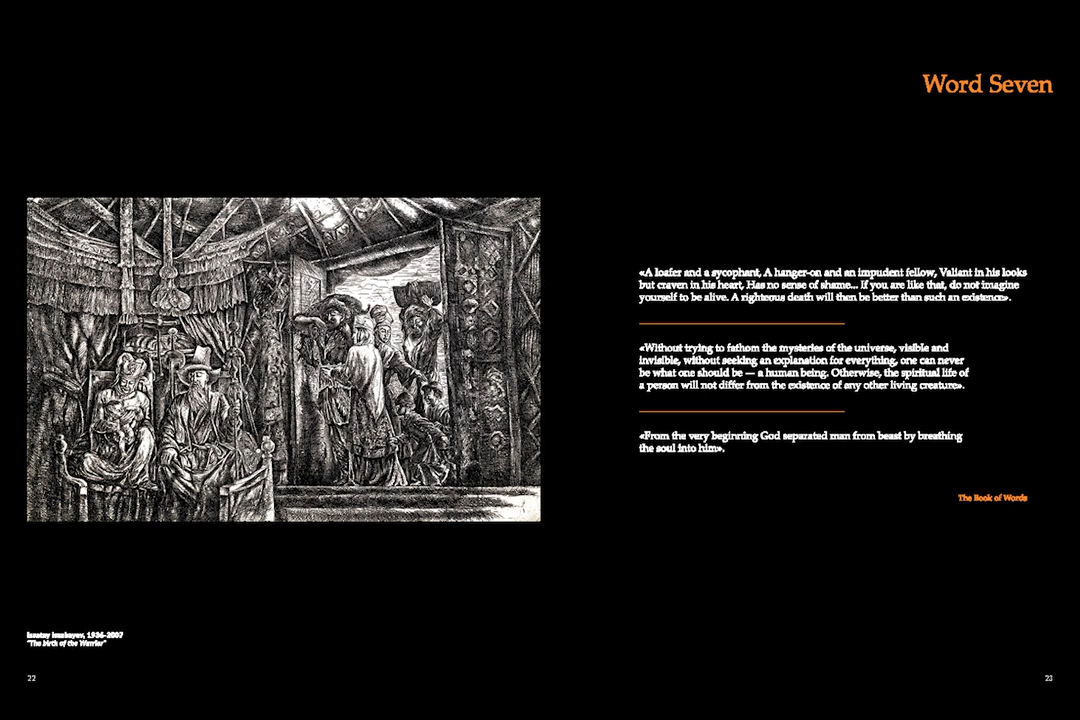 Word Seven
«A loafer and a sycophant, A hanger-on and an impudent fellow, Valiant in his looks
but craven in his heart, Has no sense of shame... If you are like that, do not imagine
yourself to be alive. A righteous death will then be better than such an existence».
«Without trying to fathom the mysteries of the universe, visible and
invisible, without seeking an explanation for everything, one can never
be what one should be — a human being. Otherwise, the spiritual life of
a person will not differ from the existence of any other living creature».
«From the very beginning God separated man from beast by breathing
the soul into him».
The Book of Words
Isatay Isabayev, 1936-2007
"The birth of the Warrior"
22
23